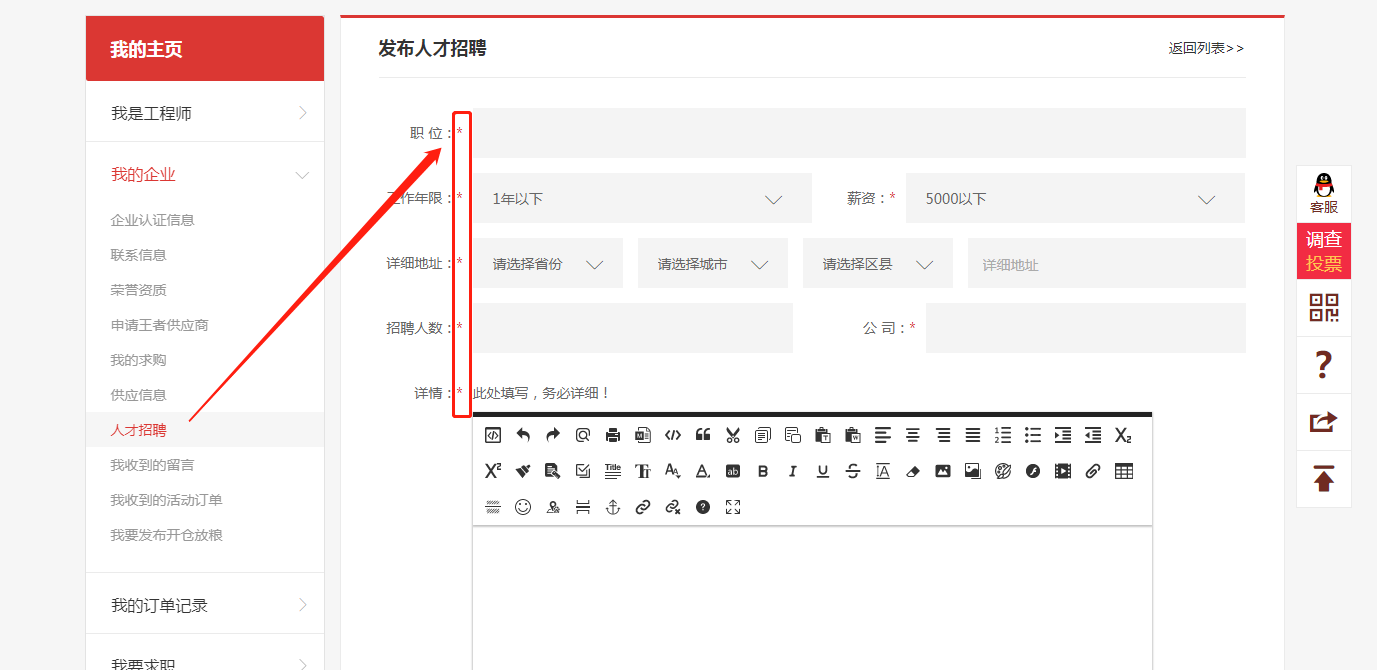 我的主页
我是工程师
我的企业
企业认证信息
联系信息
荣誉资质
申请王者供应商
我的求购
供应信息
人才招聘
我收到的留言
我收到的活动订单
我要发布开仓放粮
我的订单记录
我要求职
发布人才招聘
返回列表>>
职 位：*
工作年限：* 1年以下 薪资：* 5000以下
详细地址：* 请选择省份 请选择城市 请选择区县 详细地址
招聘人数：* 公 司：*
详情：* 此处填写，务必详细！
客服
调查
投票